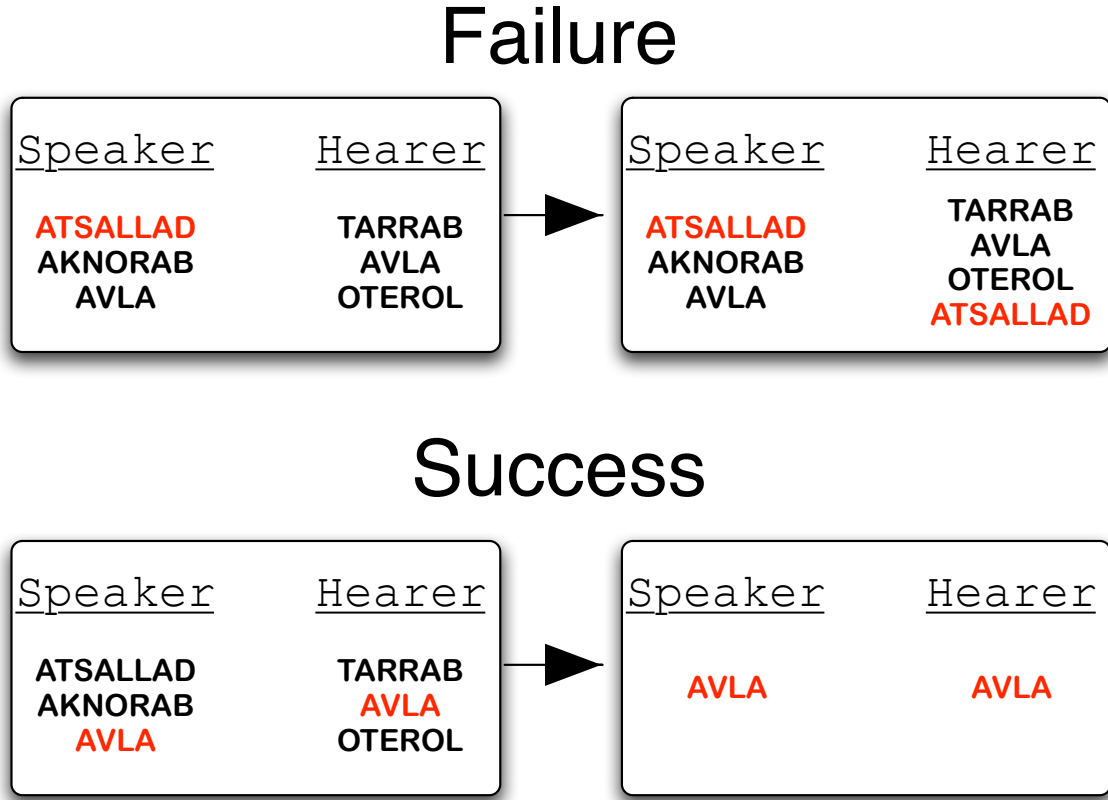 Failure
Speaker Hearer Speaker Hearer
ATSALLAD TARRAB ATSALLAD TARRAB
AKNORAB AVLA AKNORAB AVLA
AVLA OTEROL AVLA OTEROL
ATSALLAD
Success
Speaker Hearer Speaker Hearer
ATSALLAD TARRAB AVLA AVLA
AKNORAB AVLA
AVLA OTEROL